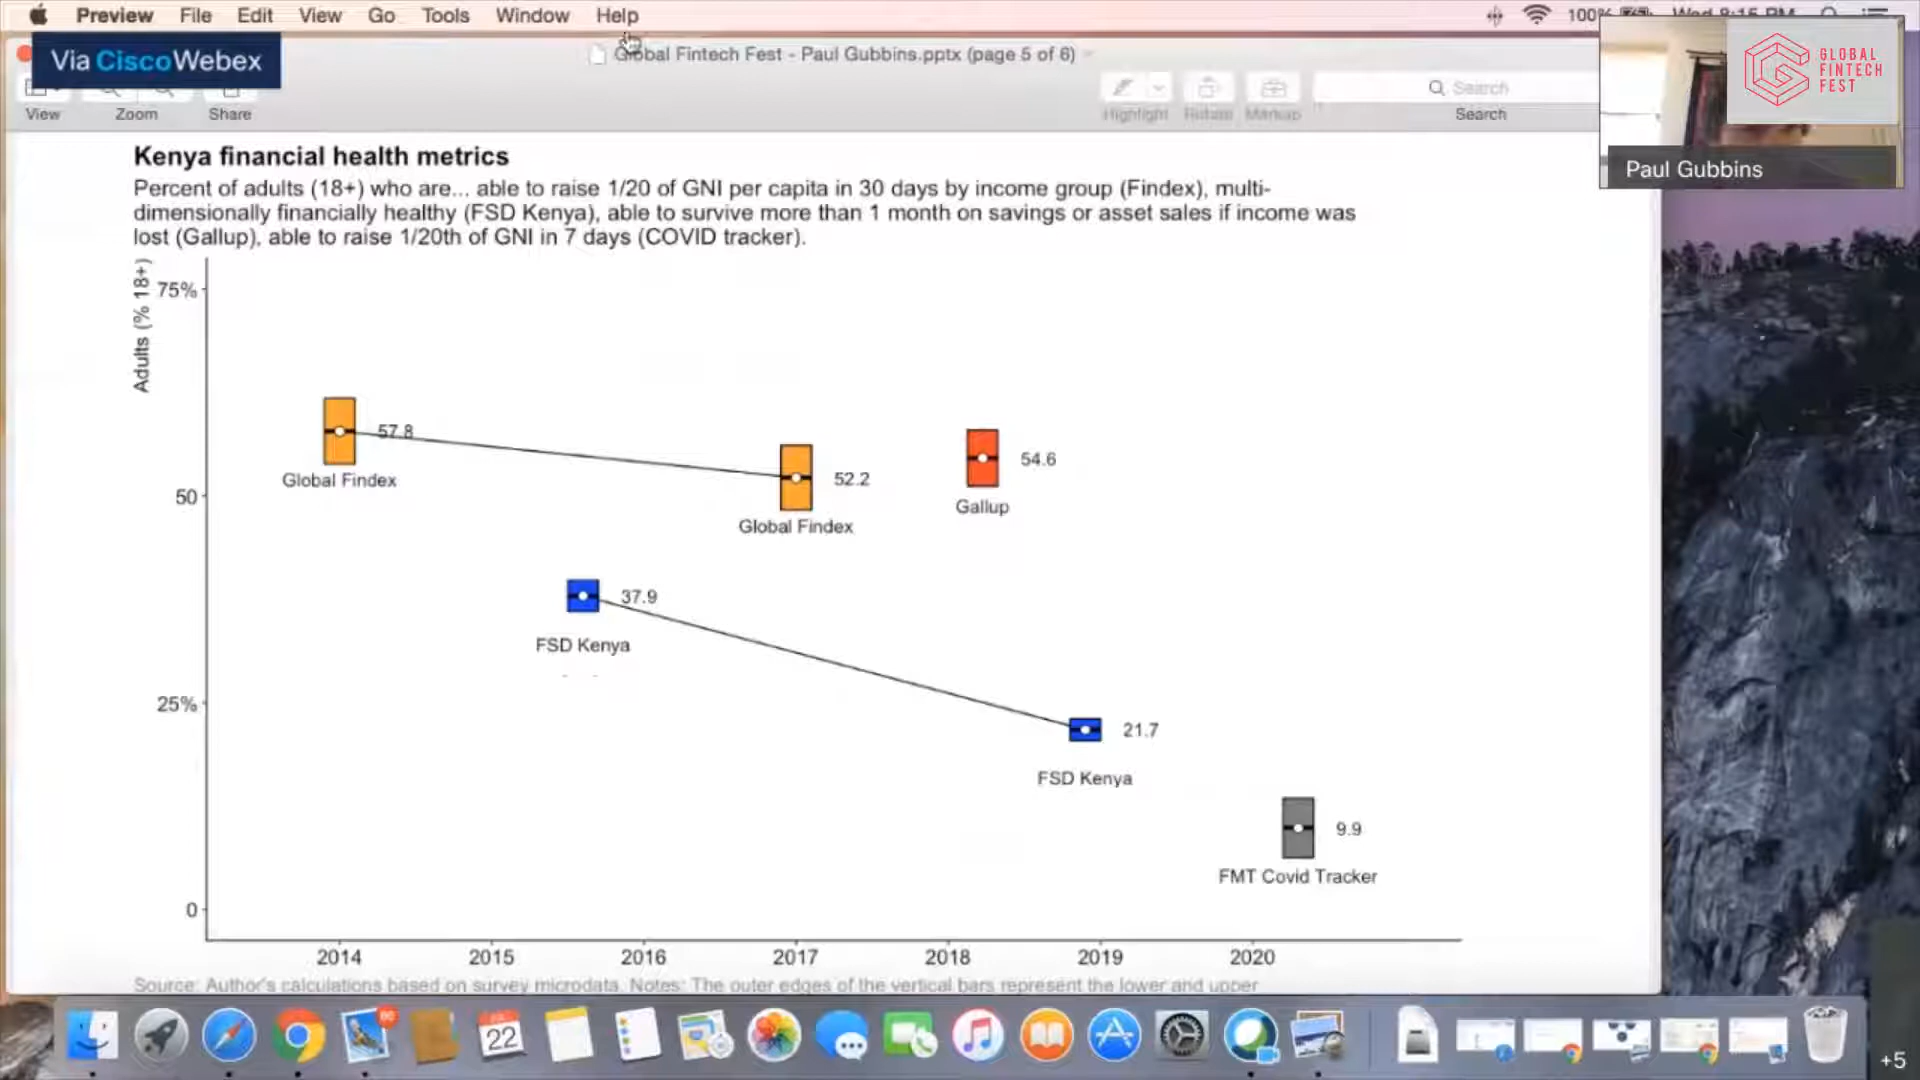 Preview File Edit View Go Tools Window Help 100%
Via CiscoWebex
Global Fintech Fest - Paul Gubbins.pptx (page 5 of 6)
GLOBAL
FINTECH
FEST
Search
View Zoom Share Highlight Rotate Markup Search
Paul Gubbins
Kenya financial health metrics
Percent of adults (18+) who are... able to raise 1/20 of GNI per capita in 30 days by income group (Findex), multi-
dimensionally financially healthy (FSD Kenya), able to survive more than 1 month on savings or asset sales if income was
lost (Gallup), able to raise 1/20th of GNI in 7 days (COVID tracker).
Adults (% 18+)
75%
57.8
Global Findex
50
52.2
Global Findex
54.6
Gallup
37.9
FSD Kenya
25%
21.7
FSD Kenya
9.9
FMT Covid Tracker
0
2014 2015 2016 2017 2018 2019 2020
Source: Author's calculations based on survey microdata. Notes: The outer edges of the vertical bars represent the lower and upper
22
+5